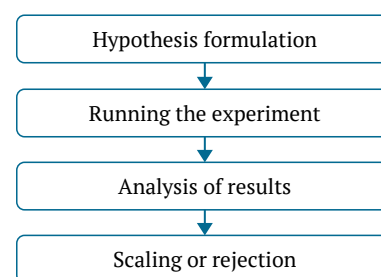 Hypothesis formulation
Running the experiment
Analysis of results
Scaling or rejection